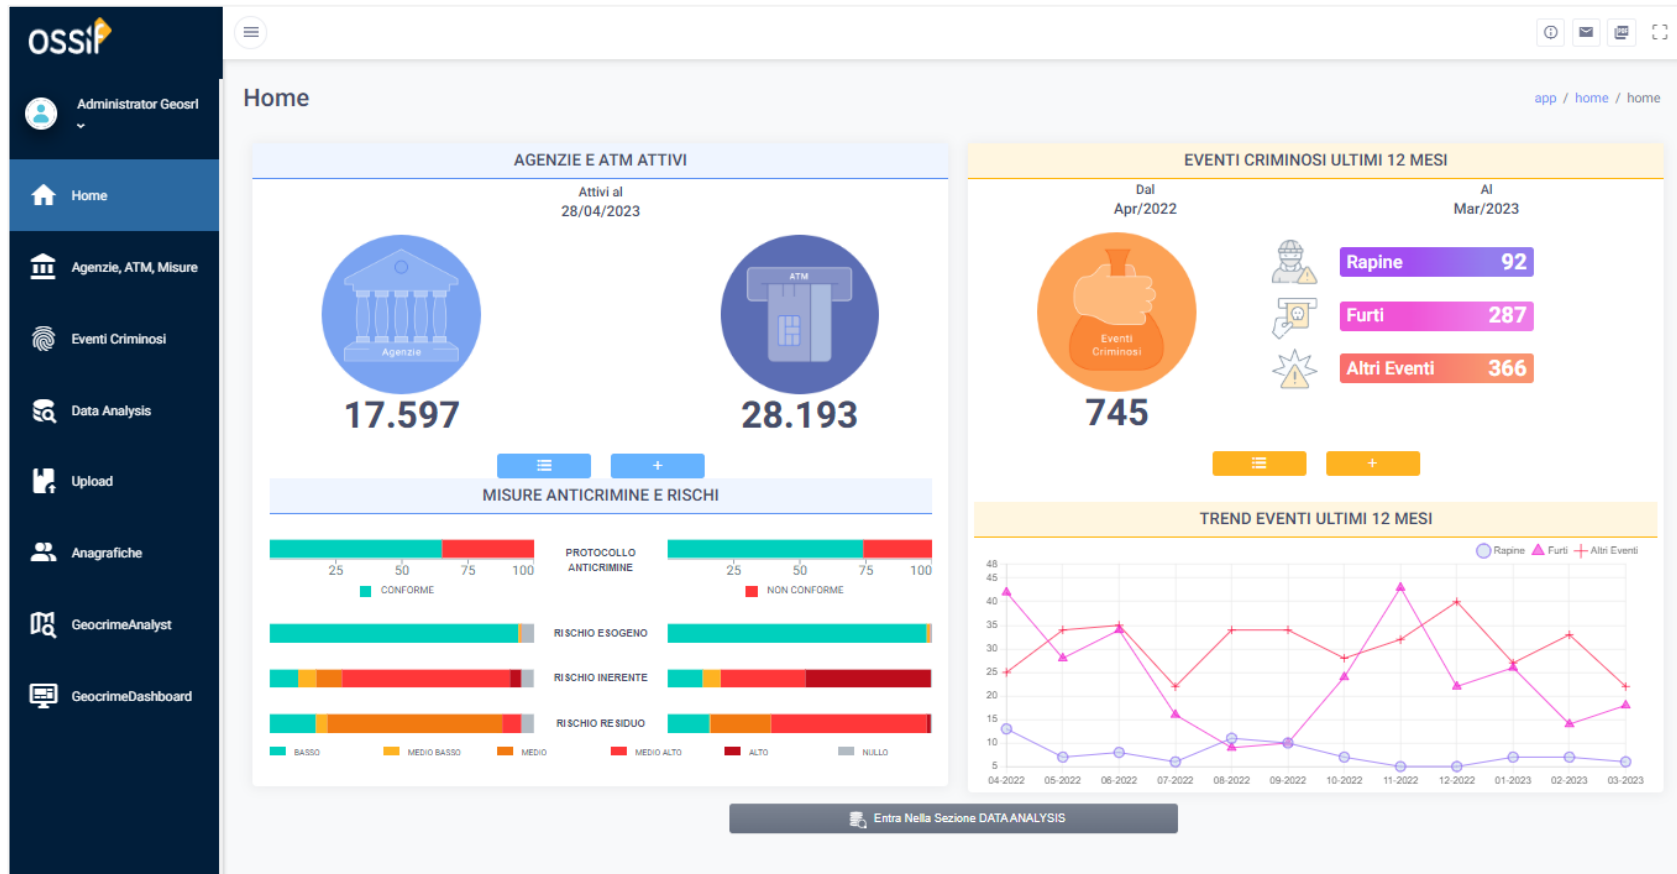 OSSIF
Administrator Geosrl
Home
Agenzie, ATM, Misure
Eventi Criminosi
Data Analysis
Upload
Anagrafiche
GeocrimeAnalyst
GeocrimeDashboard
PDF
Home
app / home / home
AGENZIE E ATM ATTIVI
Attivi al
28/04/2023
Agenzie
ATM
17.597
28.193
MISURE ANTICRIMINE E RISCHI
PROTOCOLLO
ANTICRIMINE
25 50 75 100
25 50 75 100
CONFORME
NON CONFORME
RISCHIO ESOGENO
RISCHIO INERENTE
RISCHIO RESIDUO
BASSO MEDIO BASSO MEDIO MEDIO ALTO ALTO NULLO
EVENTI CRIMINOSI ULTIMI 12 MESI
Dal
Apr/2022
Al
Mar/2023
Eventi
Criminosi
745
Rapine 92
Furti 287
Altri Eventi 366
TREND EVENTI ULTIMI 12 MESI
Rapine Furti Altri Eventi
48
45
40
35
30
25
20
15
10
5
04-2022 05-2022 06-2022 07-2022 08-2022 09-2022 10-2022 11-2022 12-2022 01-2023 02-2023 03-2023
Entra Nella Sezione DATA ANALYSIS